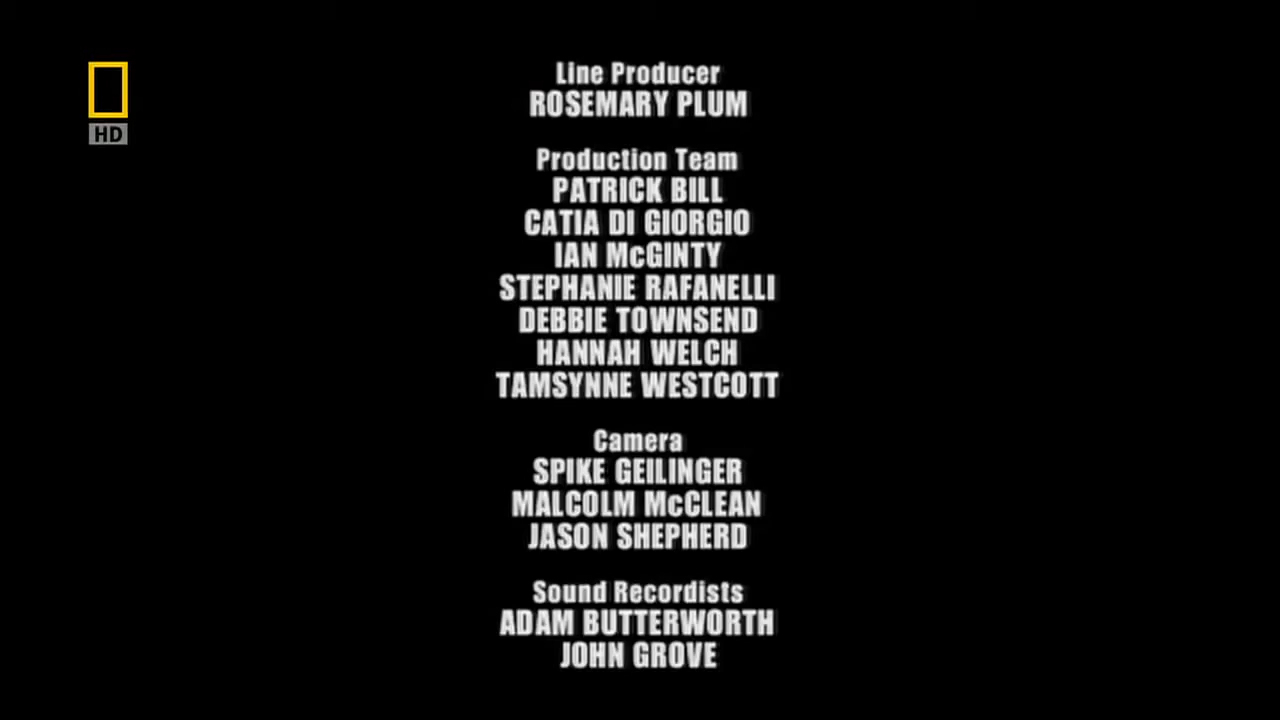 HD
Line Producer
ROSEMARY PLUM
Production Team
PATRICK BILL
CATIA DI GIORGIO
IAN McGINTY
STEPHANIE RAFANELLI
DEBBIE TOWNSEND
HANNAH WELCH
TAMSYNNE WESTCOTT
Camera
SPIKE GEILINGER
MALCOLM McCLEAN
JASON SHEPHERD
Sound Recordists
ADAM BUTTERWORTH
JOHN GROVE